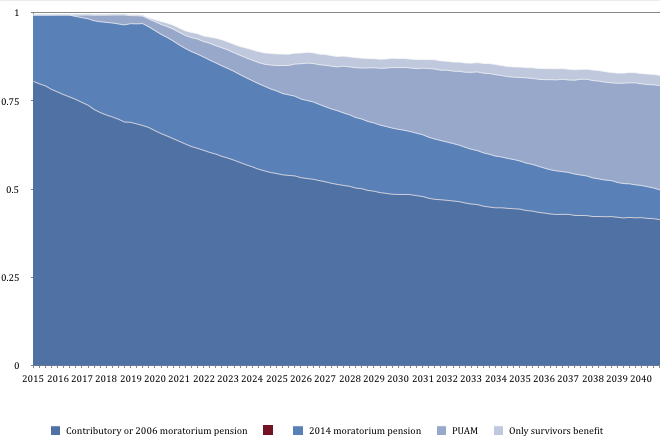 1
0.75
0.5
0.25
0
2015 2016 2017 2018 2019 2020 2021 2022 2023 2024 2025 2026 2027 2028 2029 2030 2031 2032 2033 2034 2035 2036 2037 2038 2039 2040
Contributory or 2006 moratorium pension 2014 moratorium pension PUAM Only survivors benefit